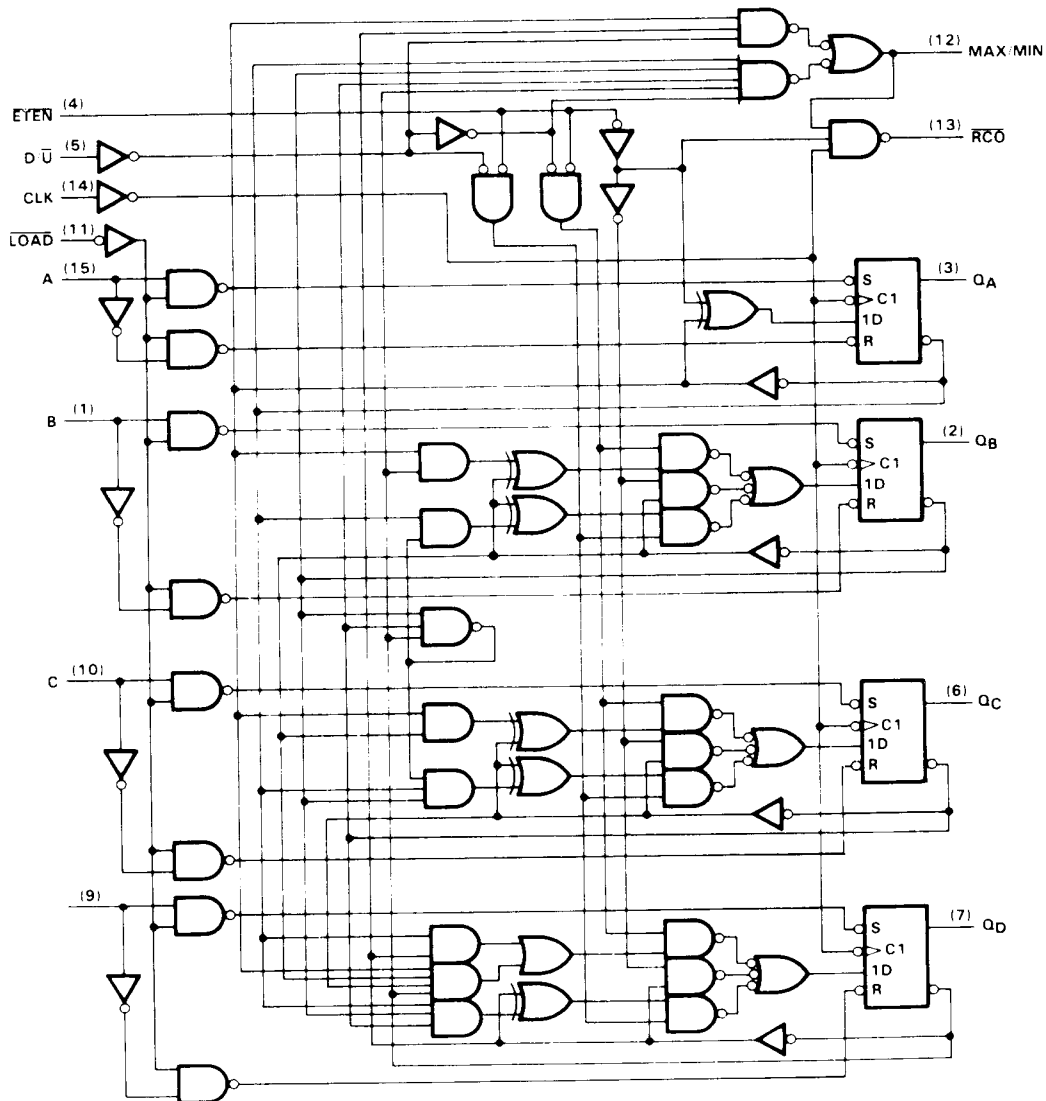 (12) MAX/MIN
(4) ETEN
(13) RCO
(5) D/U
(14) CLK
(11) LOAD
(15) A
S (3) QA
C1
1D
R
(1) B
S (2) QB
C1
1D
R
(10) C
S (6) QC
C1
1D
R
(9)
S (7) QD
C1
1D
R